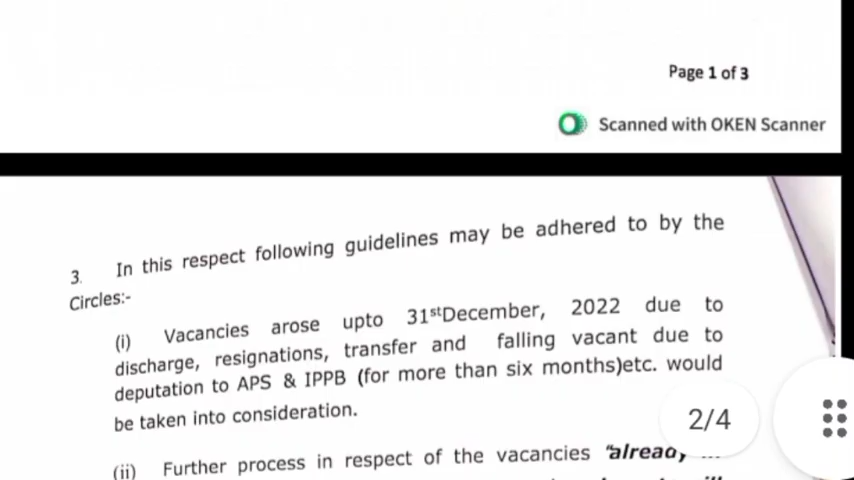 Page 1 of 3
Scanned with OKEN Scanner
3. In this respect following guidelines may be adhered to by the
Circles:-
(i) Vacancies arose upto 31stDecember, 2022 due to
discharge, resignations, transfer and falling vacant due to
deputation to APS & IPPB (for more than six months)etc. would
be taken into consideration.
2/4
(ii) Further process in respect of the vacancies "already